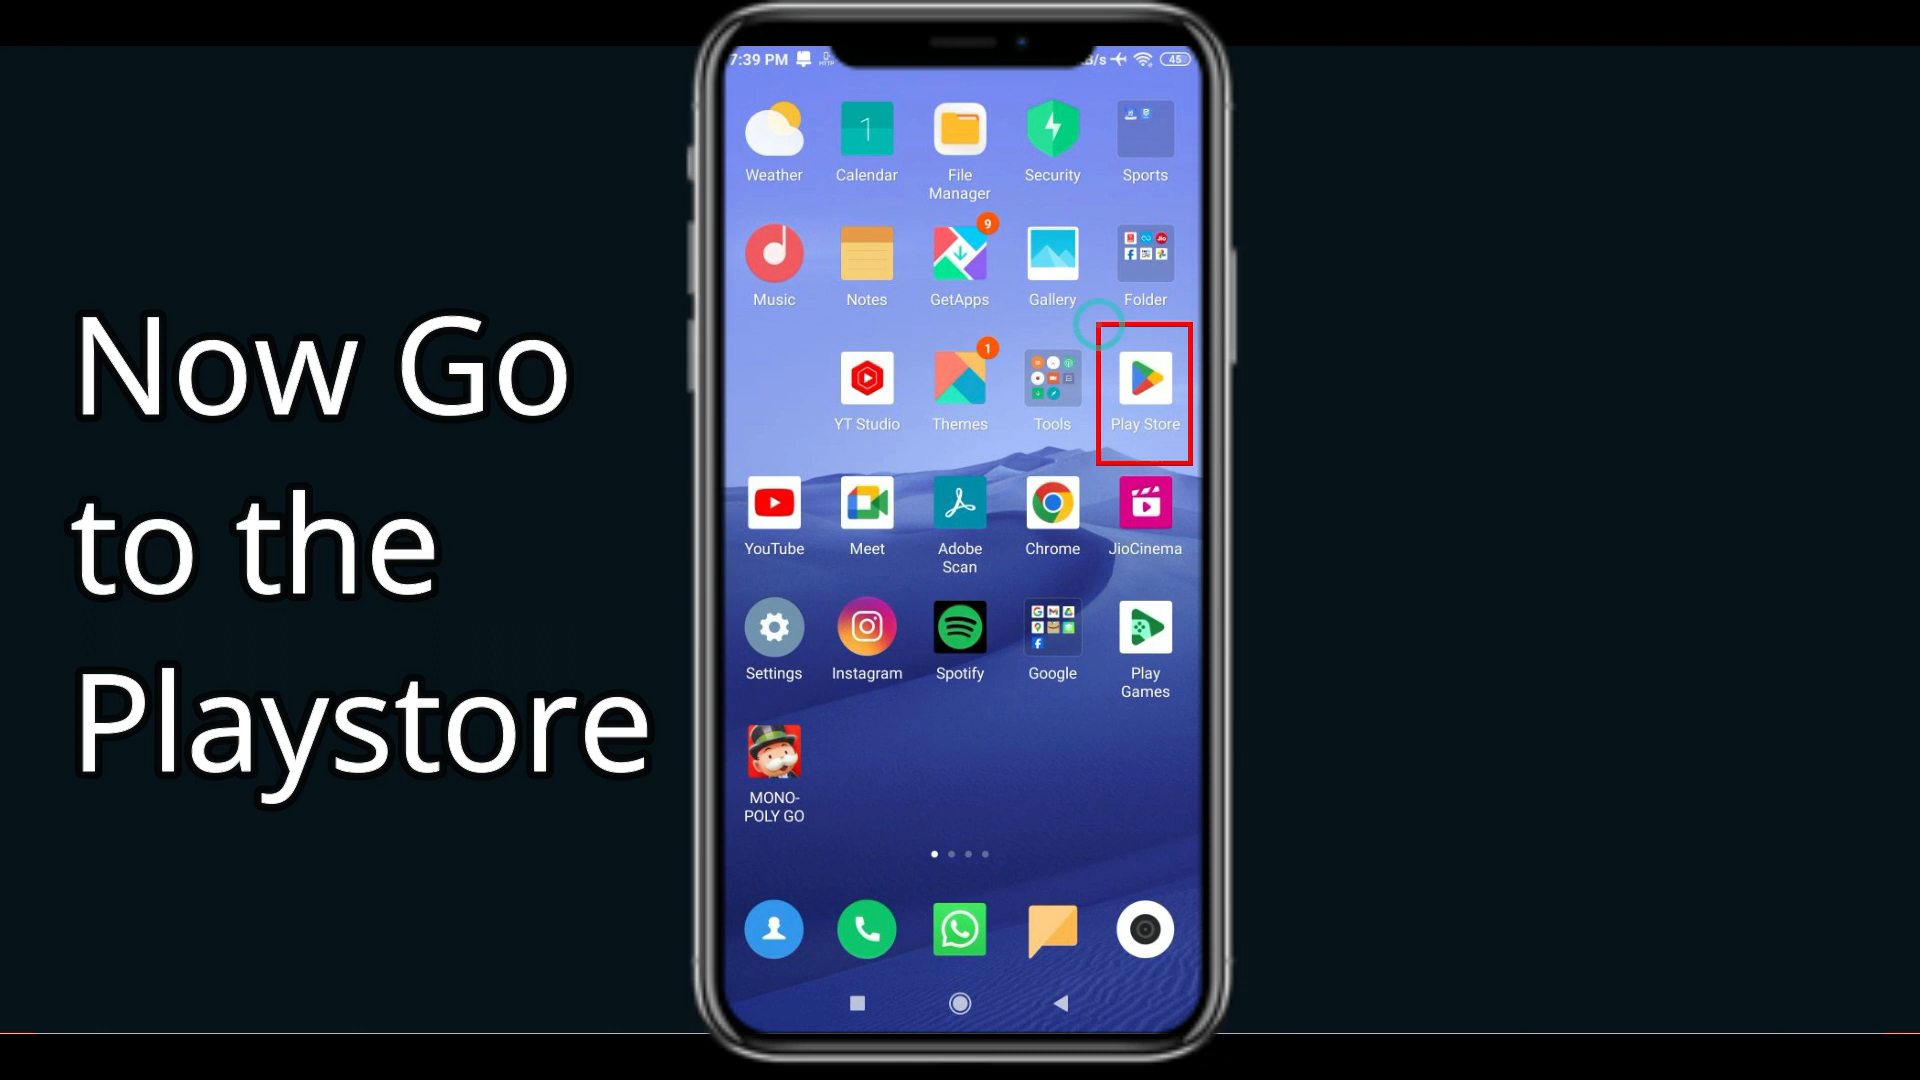 Now Go
to the
Playstore
7:39 PM
B/s
45
Weather
Calendar
1
File
Manager
Security
Sports
Music
Notes
9
GetApps
Gallery
Folder
YT Studio
1
Themes
Tools
Play Store
YouTube
Meet
Adobe
Scan
Chrome
JioCinema
Settings
Instagram
Spotify
Google
Play
Games
MONO-
POLY GO